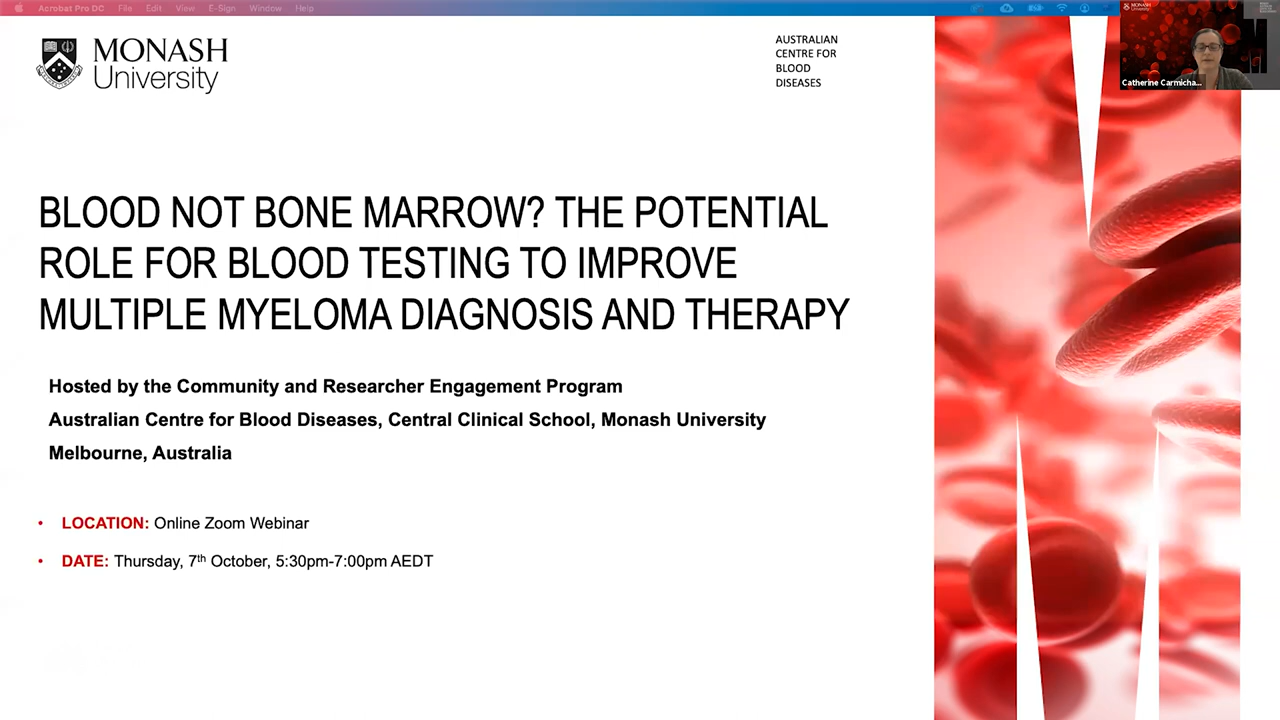 Acrobat Pro DC File Edit View E-Sign Window Help
MONASH
University
AUSTRALIAN
CENTRE FOR
BLOOD
DISEASES
MONASH
University
Catherine Carmicha...
BLOOD NOT BONE MARROW? THE POTENTIAL
ROLE FOR BLOOD TESTING TO IMPROVE
MULTIPLE MYELOMA DIAGNOSIS AND THERAPY
Hosted by the Community and Researcher Engagement Program
Australian Centre for Blood Diseases, Central Clinical School, Monash University
Melbourne, Australia
• LOCATION: Online Zoom Webinar
• DATE: Thursday, 7th October, 5:30pm-7:00pm AEDT